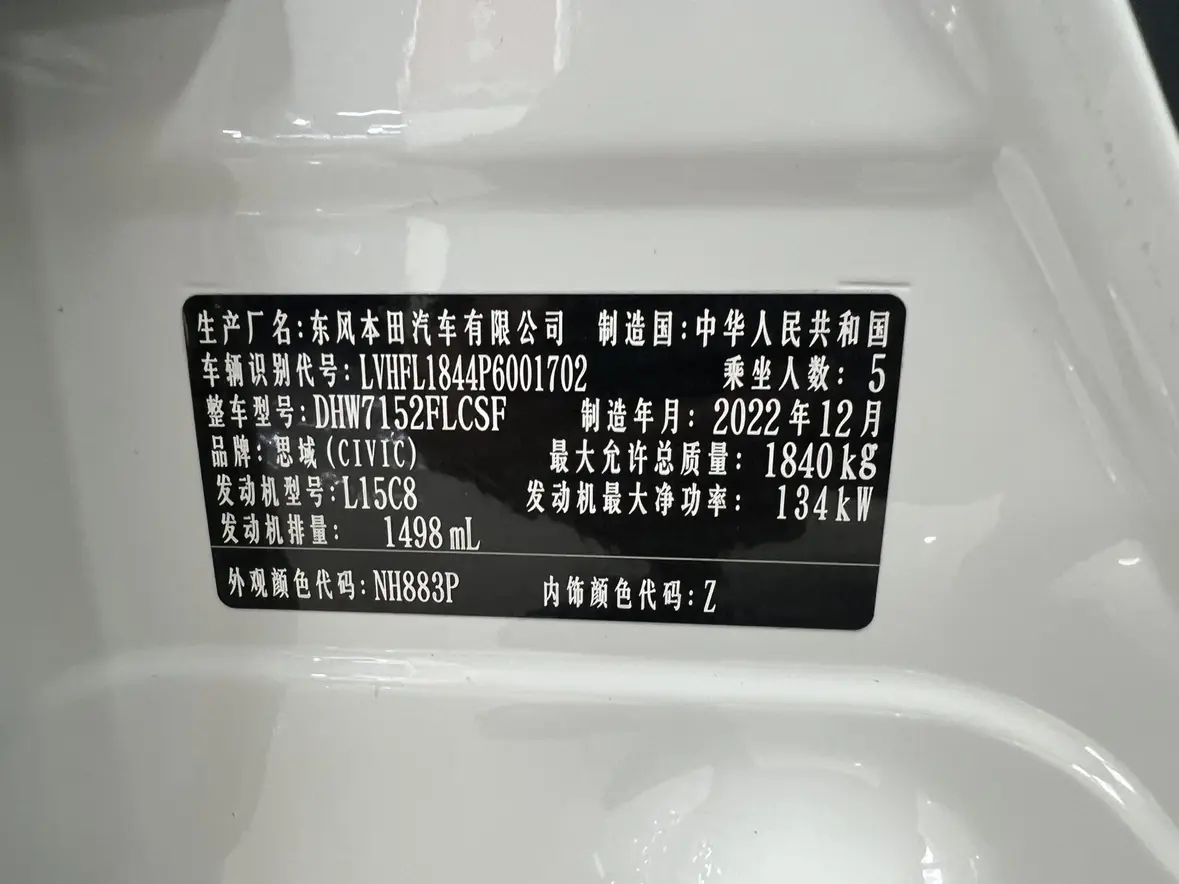 生产厂名:东风本田汽车有限公司 制造国:中华人民共和国
车辆识别代号:LVHFL1844P6001702 乘坐人数:5
整车型号:DHW7152FLCSF 制造年月:2022年12月
品牌:思域(CIVIC) 最大允许总质量:1840kg
发动机型号:L15C8 发动机最大净功率:134kW
发动机排量: 1498mL
外观颜色代码:NH883P 内饰颜色代码:Z